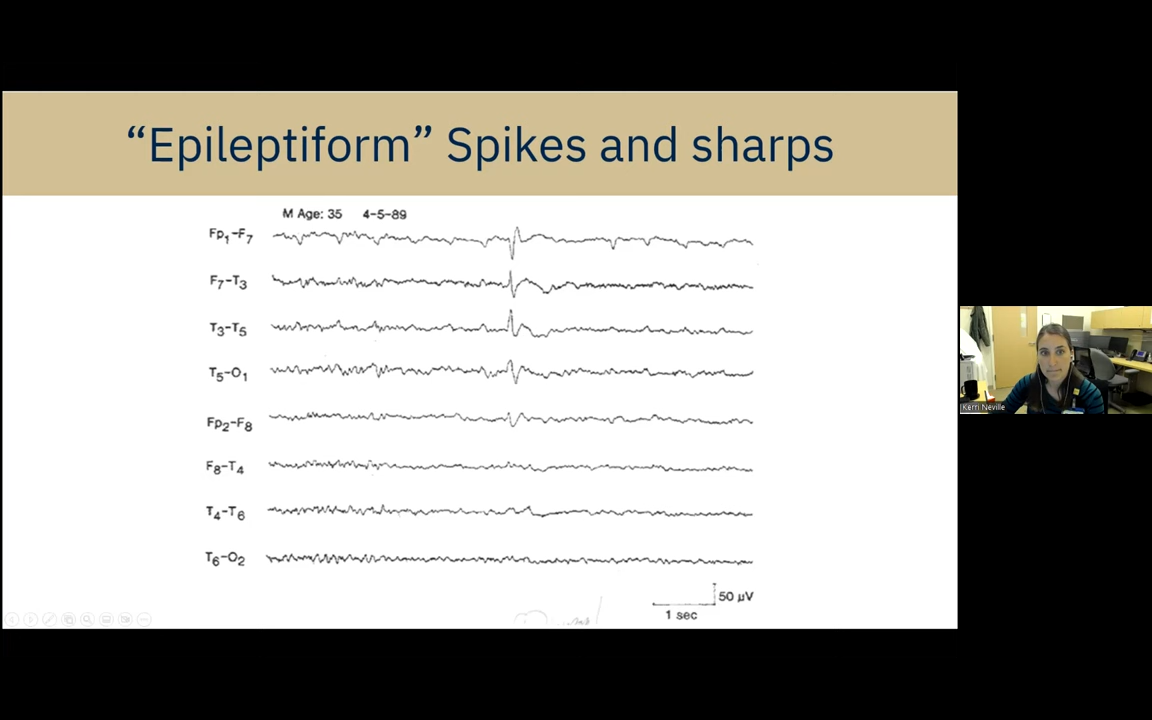 “Epileptiform” Spikes and sharps
M Age: 35 4-5-89
Fp1-F7
F7-T3
T3-T5
T5-O1
Fp2-F8
F8-T4
T4-T6
T6-O2
50 µV
1 sec
Kerri Neville